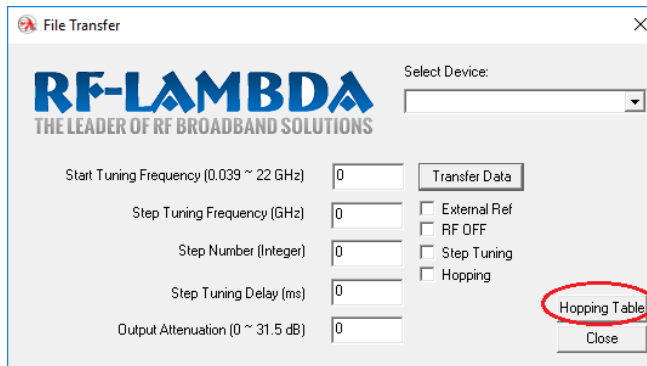 File Transfer
RF-LAMBDA
THE LEADER OF RF BROADBAND SOLUTIONS
Select Device:
Start Tuning Frequency (0.039 ~ 22 GHz)
0
Transfer Data
Step Tuning Frequency (GHz)
0
External Ref
RF OFF
Step Number (Integer)
0
Step Tuning
Hopping
Step Tuning Delay (ms)
0
Hopping Table
Output Attenuation (0 ~ 31.5 dB)
0
Close